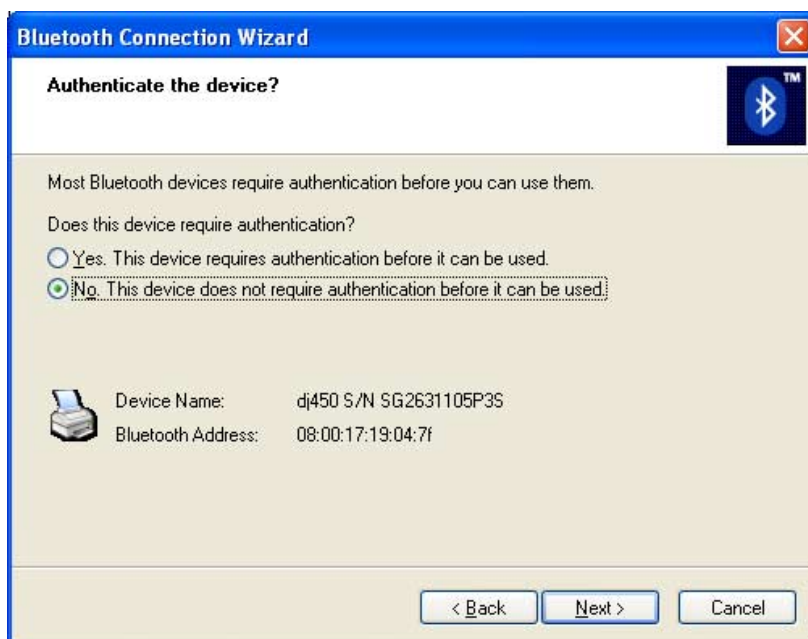 Bluetooth Connection Wizard
Authenticate the device?
TM
Most Bluetooth devices require authentication before you can use them.
Does this device require authentication?
Yes. This device requires authentication before it can be used.
No. This device does not require authentication before it can be used.
Device Name: dj450 S/N SG2631105P3S
Bluetooth Address: 08:00:17:19:04:7f
< Back Next > Cancel